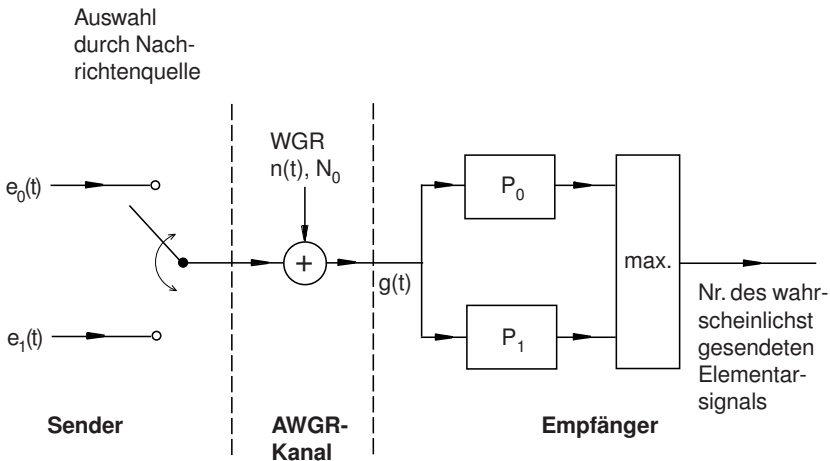 Auswahl
durch Nach-
richtenquelle
WGR
n(t), N₀
e₀(t)
P₀
+
g(t)
max.
e₁(t)
P₁
Nr. des wahr-
scheinlichst
gesendeten
Elementar-
signals
Sender
AWGR-
Kanal
Empfänger